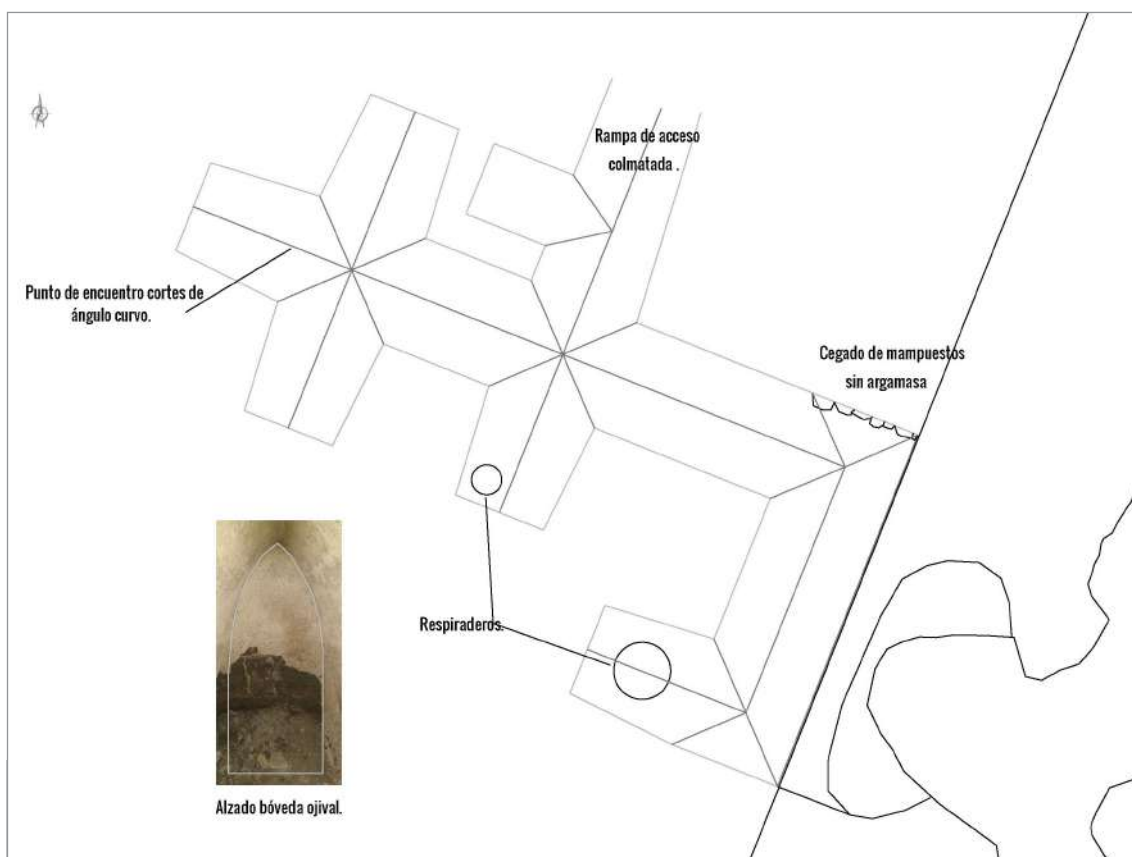 Rampa de acceso
colmatada .
Punto de encuentro cortes de
ángulo curvo.
Cegado de mampuestos
sin argamasa
Respiraderos.
Alzado bóveda ojival.